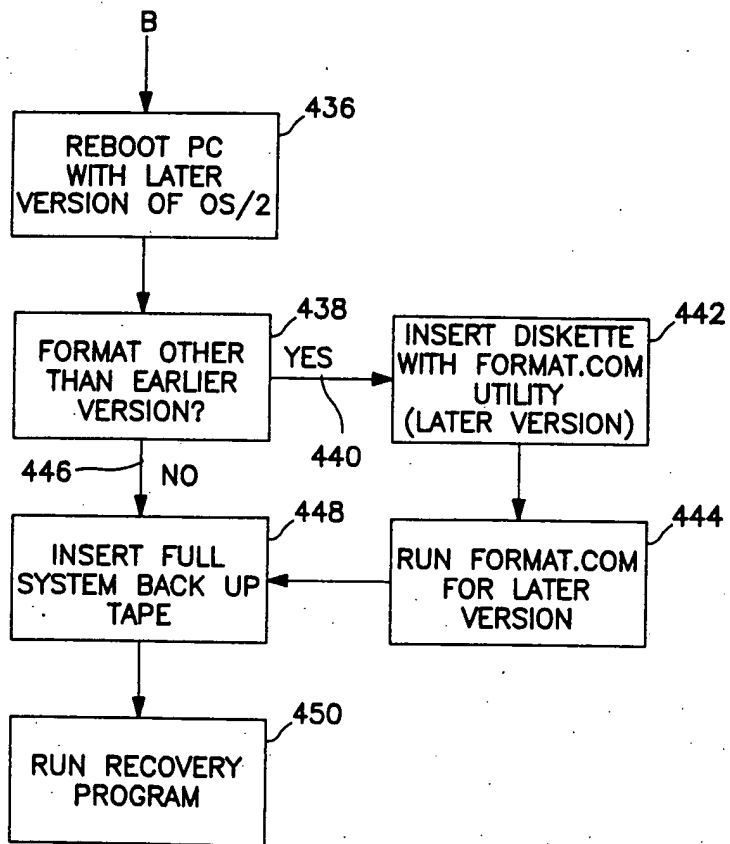 B
436
REBOOT PC
WITH LATER
VERSION OF OS/2
438
FORMAT OTHER
THAN EARLIER
VERSION?
YES
440
442
INSERT DISKETTE
WITH FORMAT.COM
UTILITY
(LATER VERSION)
446
NO
448
INSERT FULL
SYSTEM BACK UP
TAPE
444
RUN FORMAT.COM
FOR LATER
VERSION
450
RUN RECOVERY
PROGRAM